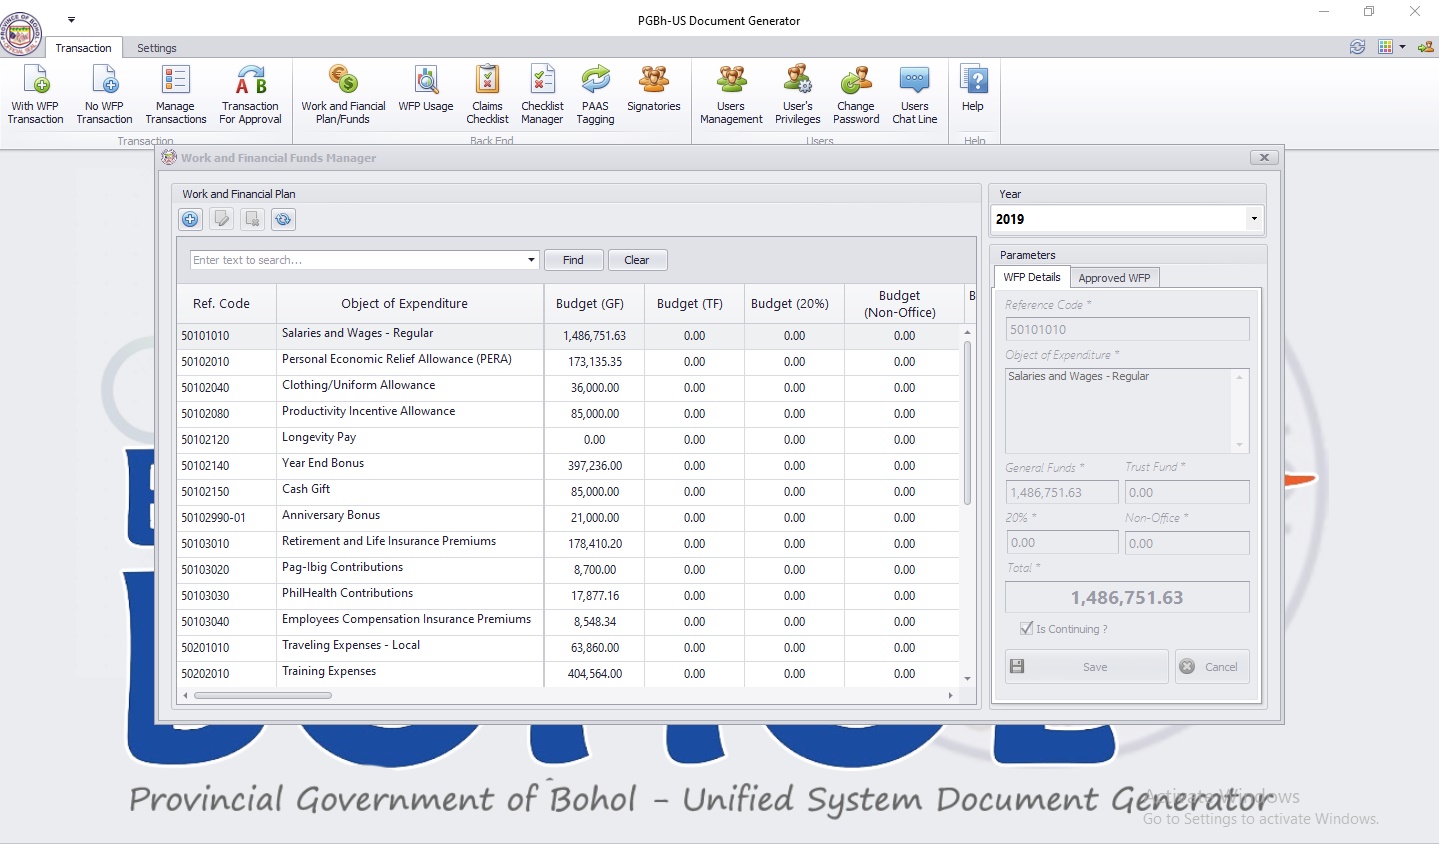 PGBh-US Document Generator
Transaction
Settings
With WFP Transaction
No WFP Transaction
Manage Transactions
Transaction For Approval
Work and Fiancial Plan/Funds
WFP Usage
Claims Checklist
Checklist Manager
PAAS Tagging
Signatories
Users Management
User's Privileges
Change Password
Users Chat Line
Help
Transaction
Back End
Users
Help
Work and Financial Funds Manager
Work and Financial Plan
Enter text to search...
Find
Clear
Ref. Code Object of Expenditure Budget (GF) Budget (TF) Budget (20%) Budget (Non-Office) B
50101010 Salaries and Wages - Regular 1,486,751.63 0.00 0.00 0.00
50102010 Personal Economic Relief Allowance (PERA) 173,135.35 0.00 0.00 0.00
50102040 Clothing/Uniform Allowance 36,000.00 0.00 0.00 0.00
50102080 Productivity Incentive Allowance 85,000.00 0.00 0.00 0.00
50102120 Longevity Pay 0.00 0.00 0.00 0.00
50102140 Year End Bonus 397,236.00 0.00 0.00 0.00
50102150 Cash Gift 85,000.00 0.00 0.00 0.00
50102990-01 Anniversary Bonus 21,000.00 0.00 0.00 0.00
50103010 Retirement and Life Insurance Premiums 178,410.20 0.00 0.00 0.00
50103020 Pag-Ibig Contributions 8,700.00 0.00 0.00 0.00
50103030 PhilHealth Contributions 17,877.16 0.00 0.00 0.00
50103040 Employees Compensation Insurance Premiums 8,548.34 0.00 0.00 0.00
50201010 Traveling Expenses - Local 63,860.00 0.00 0.00 0.00
50202010 Training Expenses 404,564.00 0.00 0.00 0.00
Year
2019
Parameters
WFP Details
Approved WFP
Reference Code *
50101010
Object of Expenditure *
Salaries and Wages - Regular
General Funds * Trust Fund *
1,486,751.63 0.00
20% * Non-Office *
0.00 0.00
Total *
1,486,751.63
Is Continuing ?
Save
Cancel
Provincial Government of Bohol - Unified System Document Generator
Activate Windows
Go to Settings to activate Windows.